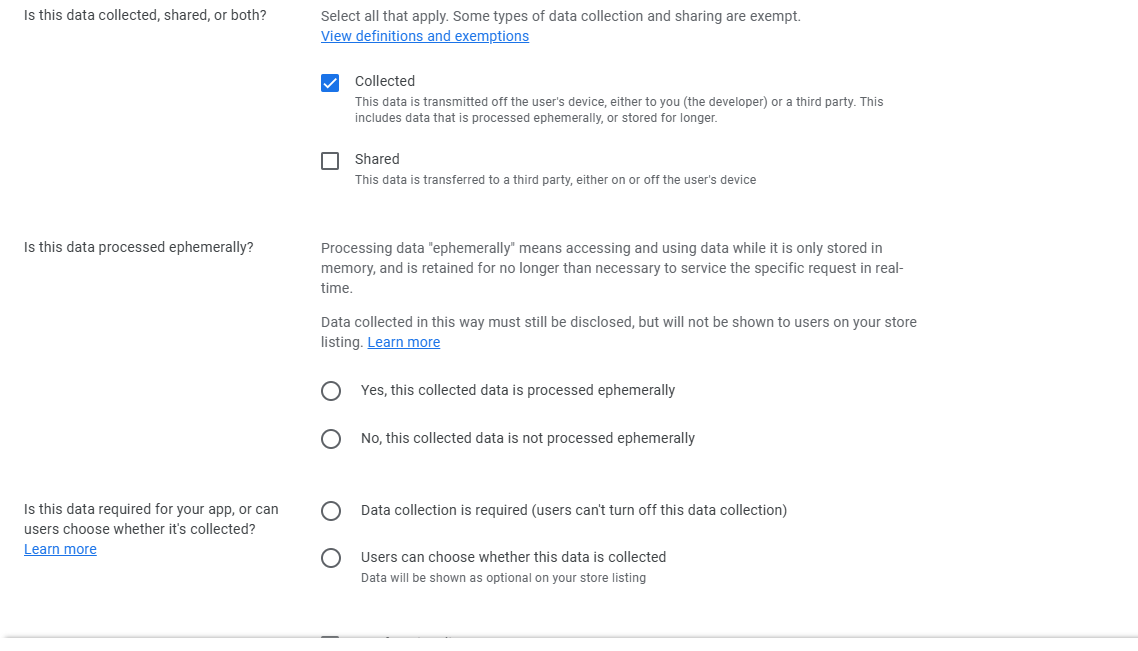 Is this data collected, shared, or both?
Select all that apply. Some types of data collection and sharing are exempt.
View definitions and exemptions
Collected
This data is transmitted off the user's device, either to you (the developer) or a third party. This
includes data that is processed ephemerally, or stored for longer.
Shared
This data is transferred to a third party, either on or off the user's device
Is this data processed ephemerally?
Processing data "ephemerally" means accessing and using data while it is only stored in
memory, and is retained for no longer than necessary to service the specific request in real-
time.
Data collected in this way must still be disclosed, but will not be shown to users on your store
listing. Learn more
Yes, this collected data is processed ephemerally
No, this collected data is not processed ephemerally
Is this data required for your app, or can
users choose whether it's collected?
Learn more
Data collection is required (users can't turn off this data collection)
Users can choose whether this data is collected
Data will be shown as optional on your store listing